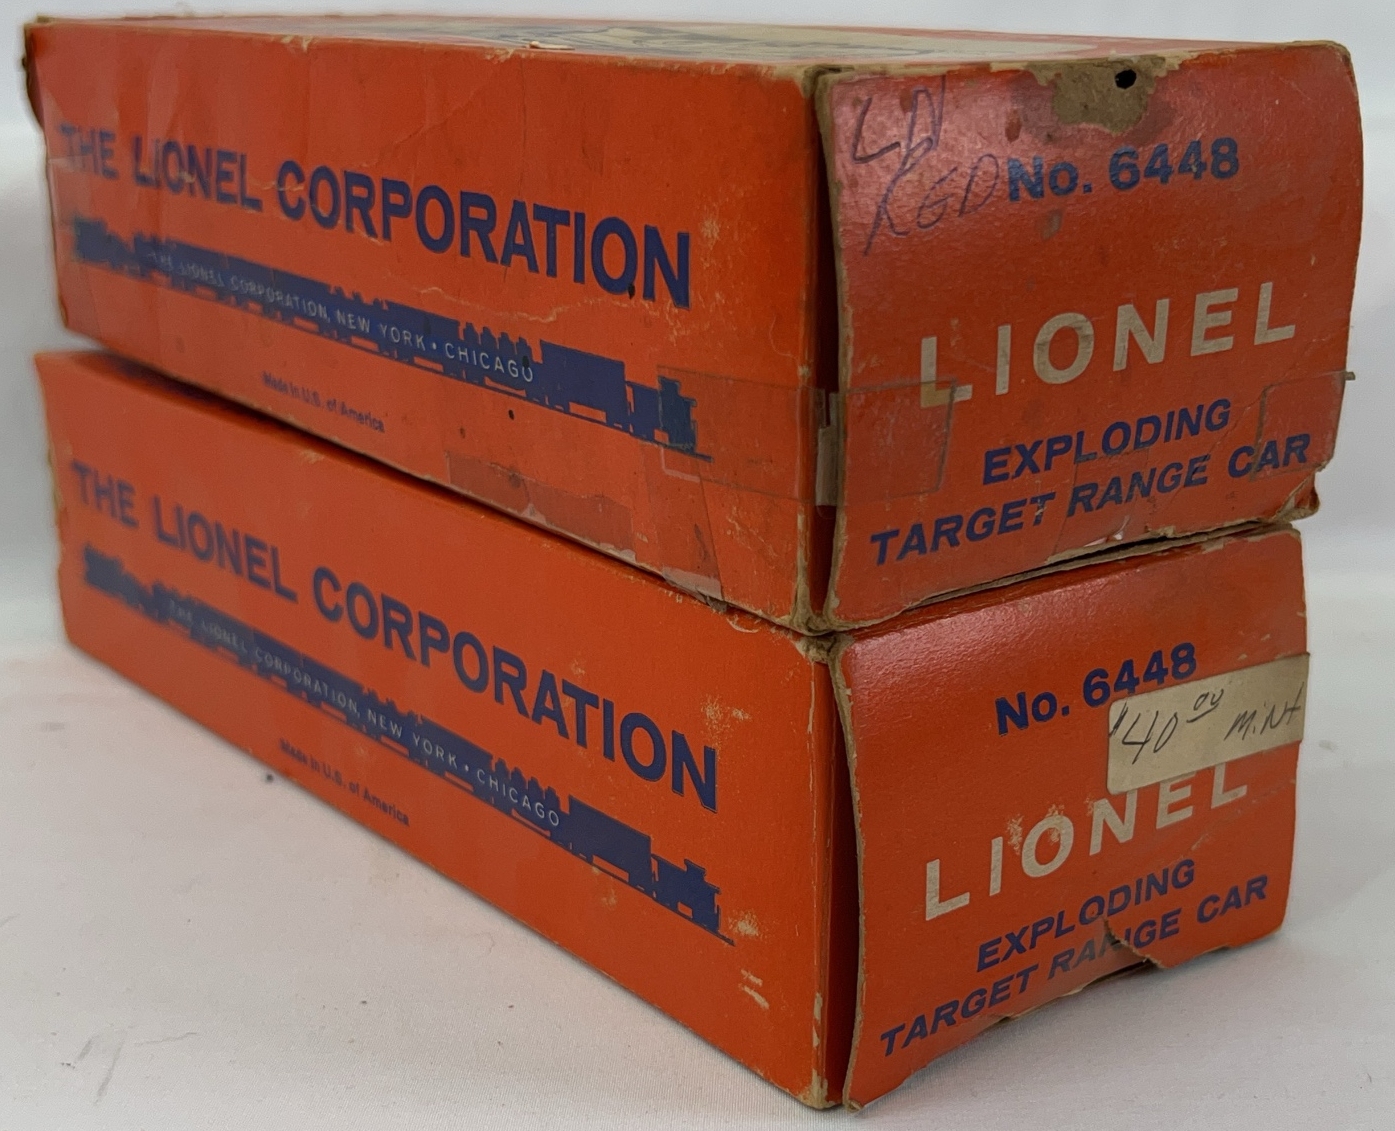 THE LIONEL CORPORATION
THE LIONEL CORPORATION, NEW YORK • CHICAGO
Made in U.S. of America
RED
No. 6448
LIONEL
EXPLODING
TARGET RANGE CAR
THE LIONEL CORPORATION
THE LIONEL CORPORATION, NEW YORK • CHICAGO
Made in U.S. of America
No. 6448
$40 00 MiNt
LIONEL
EXPLODING
TARGET RANGE CAR